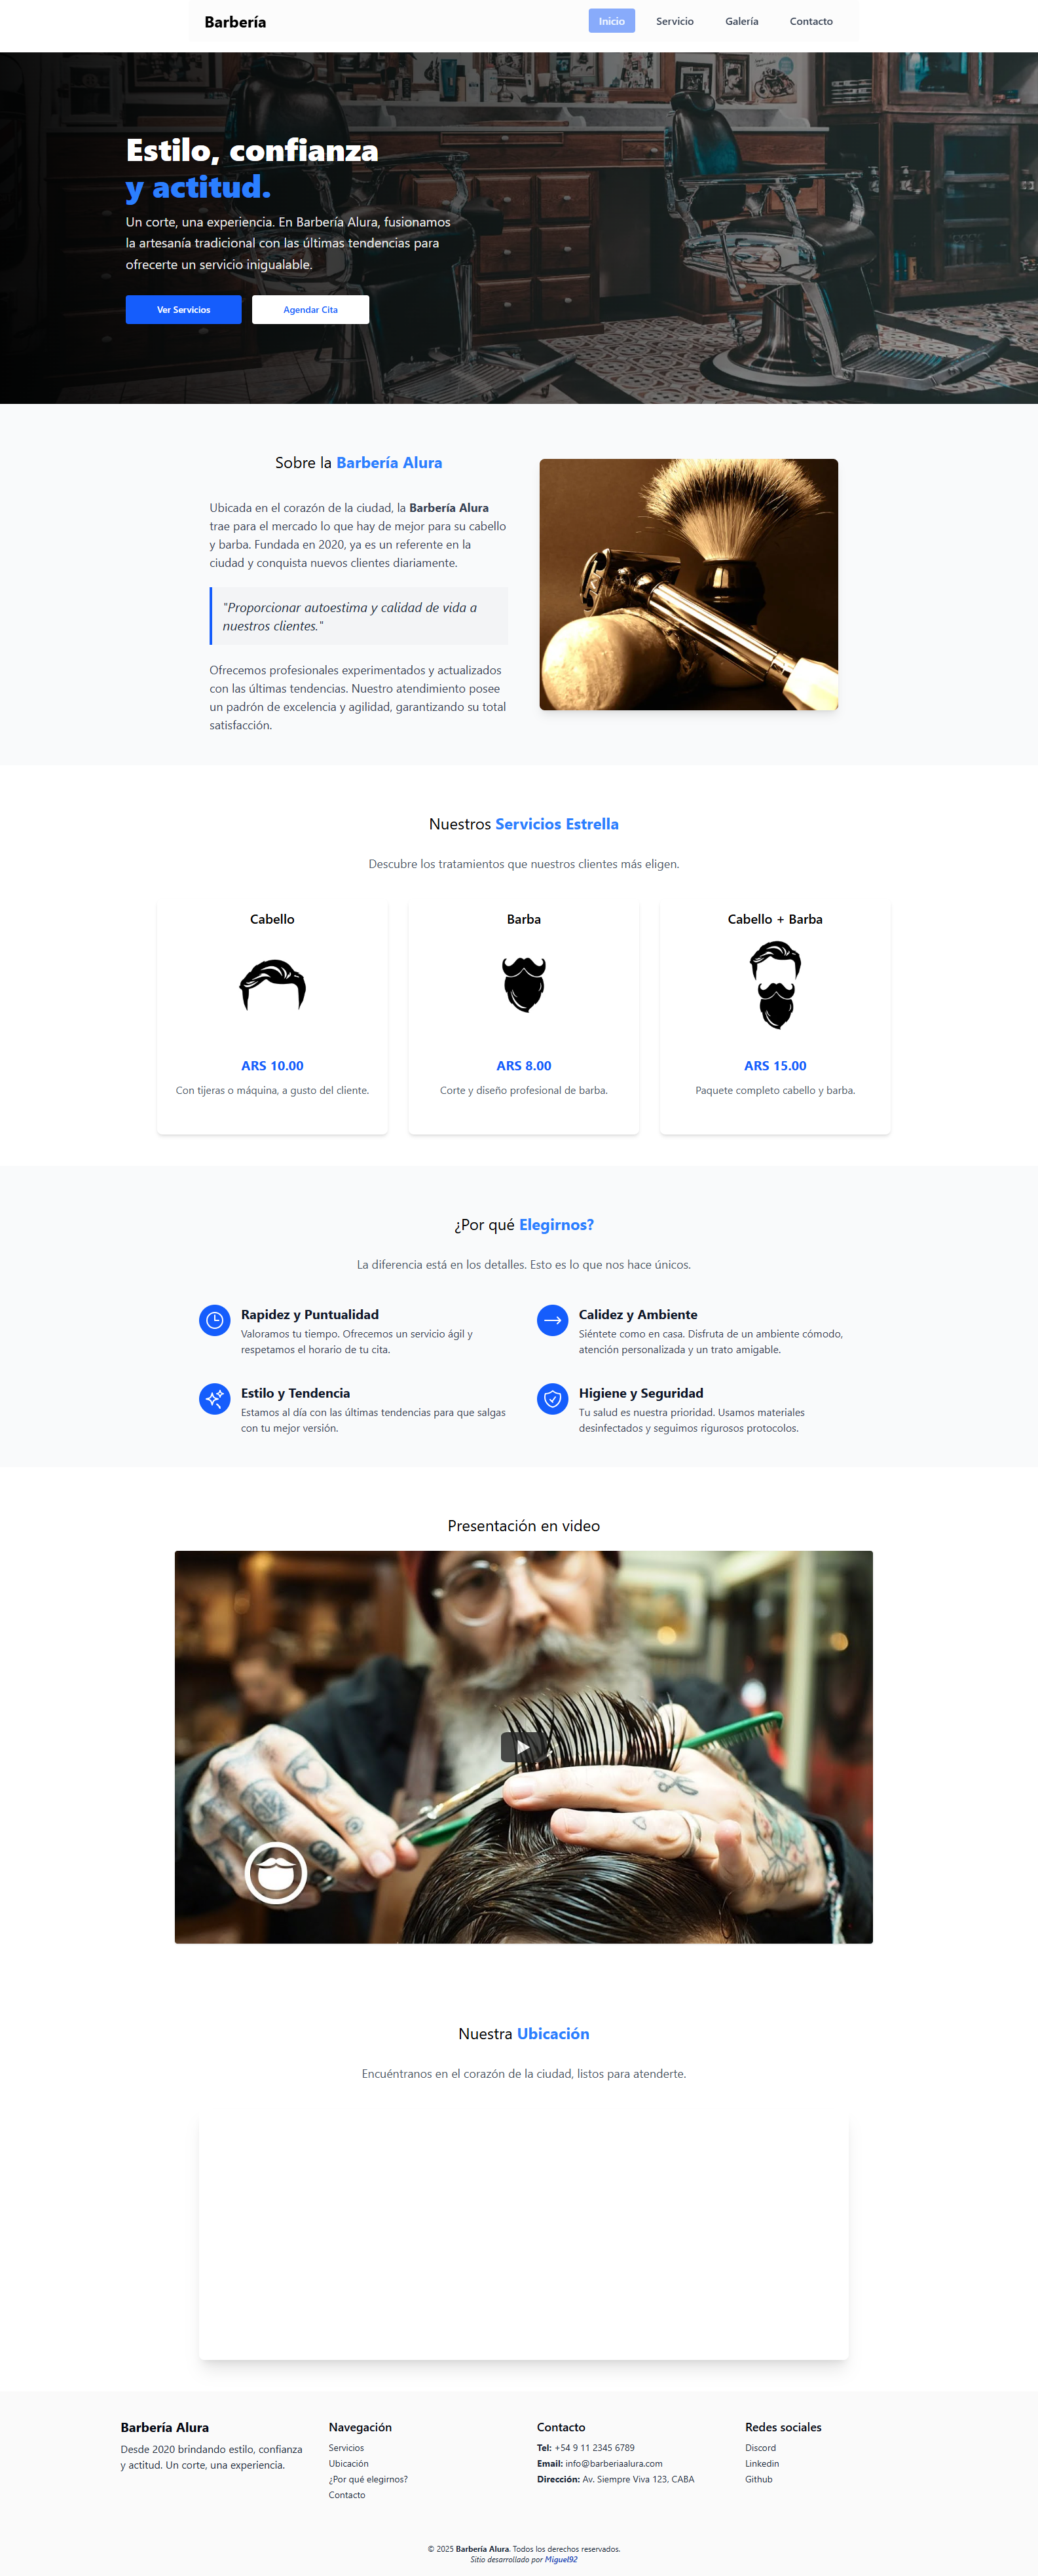 Barbería
Inicio
Servicio
Galería
Contacto
Estilo, confianza
y actitud.
Un corte, una experiencia. En Barbería Alura, fusionamos
la artesanía tradicional con las últimas tendencias para
ofrecerte un servicio inigualable.
Ver Servicios
Agendar Cita
Sobre la Barbería Alura
Ubicada en el corazón de la ciudad, la Barbería Alura
trae para el mercado lo que hay de mejor para su cabello
y barba. Fundada en 2020, ya es un referente en la
ciudad y conquista nuevos clientes diariamente.
"Proporcionar autoestima y calidad de vida a
nuestros clientes."
Ofrecemos profesionales experimentados y actualizados
con las últimas tendencias. Nuestro atendimiento posee
un padrón de excelencia y agilidad, garantizando su total
satisfacción.
Nuestros Servicios Estrella
Descubre los tratamientos que nuestros clientes más eligen.
Cabello
ARS 10.00
Con tijeras o máquina, a gusto del cliente.
Barba
ARS 8.00
Corte y diseño profesional de barba.
Cabello + Barba
ARS 15.00
Paquete completo cabello y barba.
¿Por qué Elegirnos?
La diferencia está en los detalles. Esto es lo que nos hace únicos.
Rapidez y Puntualidad
Valoramos tu tiempo. Ofrecemos un servicio ágil y
respetamos el horario de tu cita.
Calidez y Ambiente
Siéntete como en casa. Disfruta de un ambiente cómodo,
atención personalizada y un trato amigable.
Estilo y Tendencia
Estamos al día con las últimas tendencias para que salgas
con tu mejor versión.
Higiene y Seguridad
Tu salud es nuestra prioridad. Usamos materiales
desinfectados y seguimos rigurosos protocolos.
Presentación en video
Nuestra Ubicación
Encuéntranos en el corazón de la ciudad, listos para atenderte.
Barbería Alura
Desde 2020 brindando estilo, confianza
y actitud. Un corte, una experiencia.
Navegación
Servicios
Ubicación
¿Por qué elegirnos?
Contacto
Contacto
Tel: +54 9 11 2345 6789
Email: info@barberiaalura.com
Dirección: Av. Siempre Viva 123, CABA
Redes sociales
Discord
Linkedin
Github
© 2025 Barbería Alura. Todos los derechos reservados.
Sitio desarrollado por Miguel92